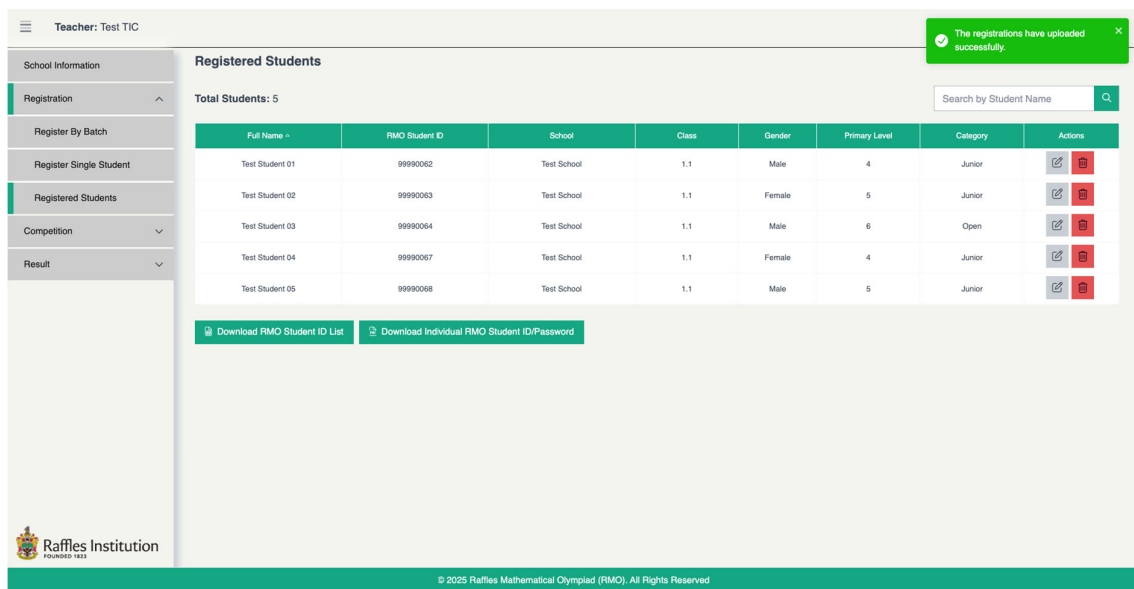 Teacher: Test TIC
The registrations have uploaded
successfully.
School Information
Registration
Register By Batch
Register Single Student
Registered Students
Competition
Result
Registered Students
Total Students: 5
Search by Student Name
Full Name RMO Student ID School Class Gender Primary Level Category Actions
Test Student 01 99990062 Test School 1.1 Male 4 Junior
Test Student 02 99990063 Test School 1.1 Female 5 Junior
Test Student 03 99990064 Test School 1.1 Male 6 Open
Test Student 04 99990067 Test School 1.1 Female 4 Junior
Test Student 05 99990068 Test School 1.1 Male 5 Junior
Download RMO Student ID List Download Individual RMO Student ID/Password
Raffles Institution
FOUNDED 1823
© 2025 Raffles Mathematical Olympiad (RMO). All Rights Reserved